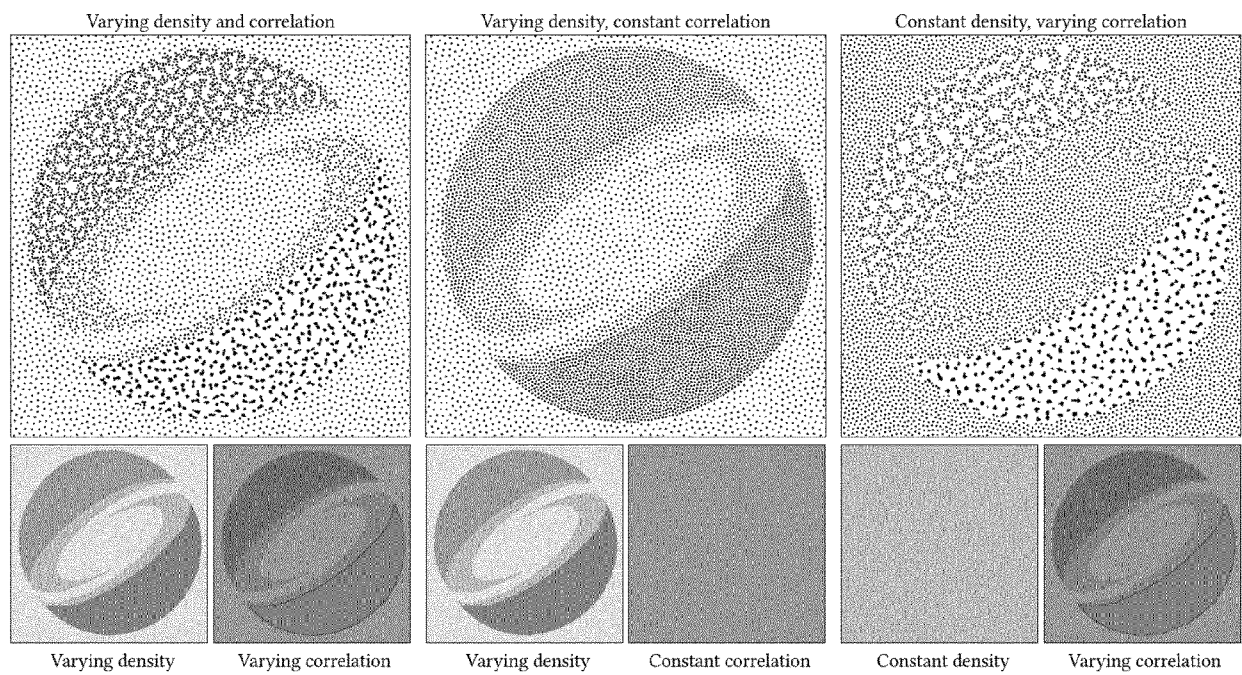 Varying density and correlation
Varying density, constant correlation
Constant density, varying correlation
Varying density
Varying correlation
Varying density
Constant correlation
Constant density
Varying correlation